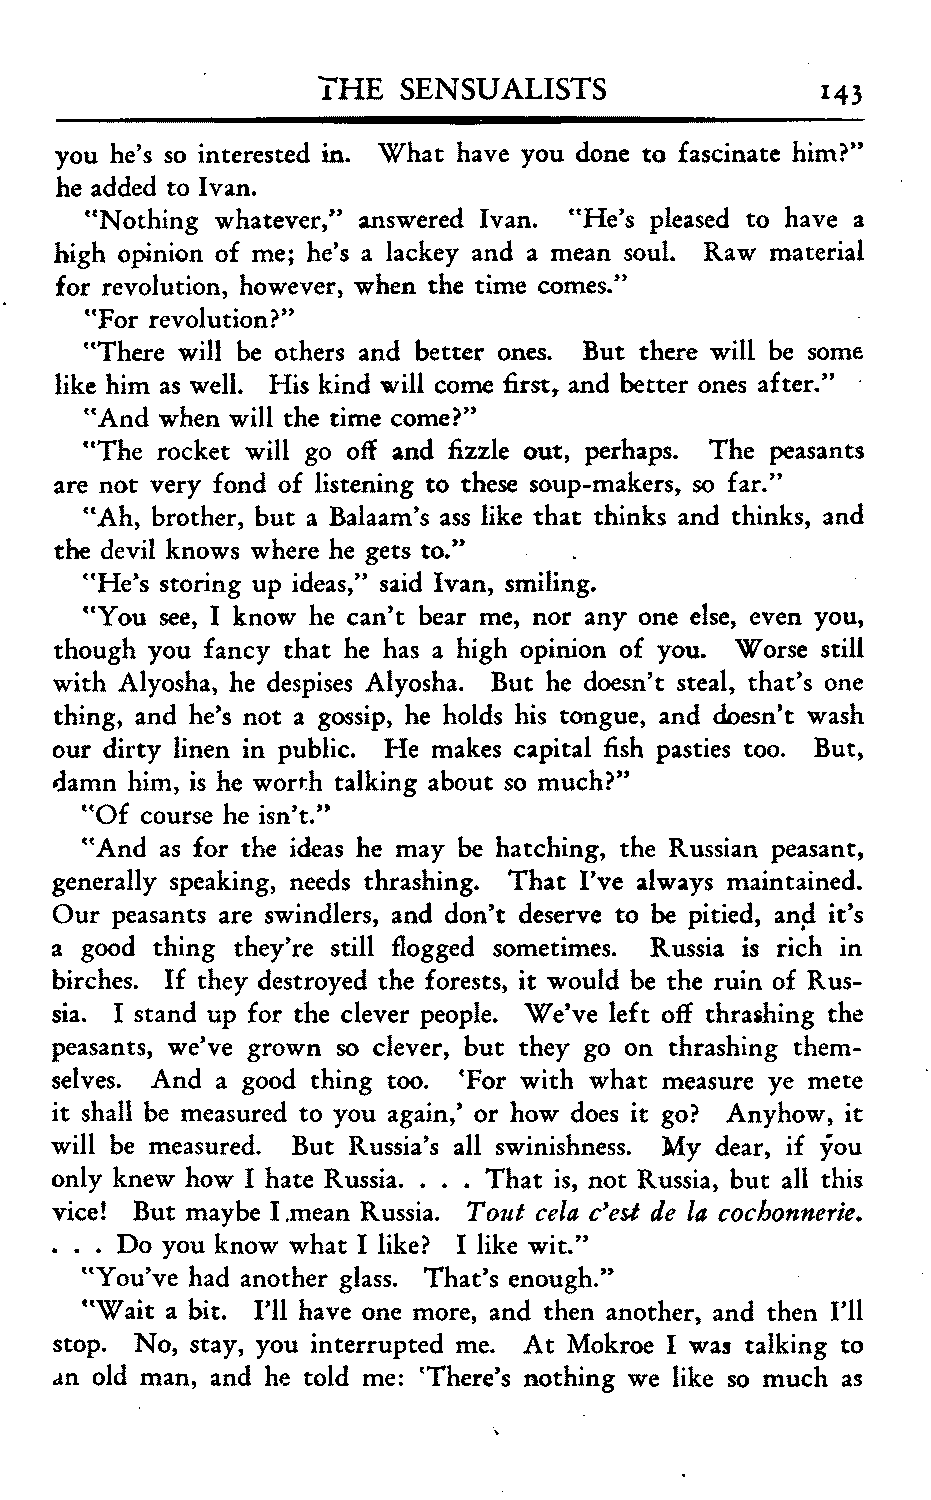 THE SENSUALISTS 143
you he's so interested in. What have you done to fascinate him?"
he added to Ivan.
"Nothing whatever," answered Ivan. "He's pleased to have a
high opinion of me; he's a lackey and a mean soul. Raw material
for revolution, however, when the time comes."
"For revolution?"
"There will be others and better ones. But there will be some
like him as well. His kind will come first, and better ones after."
"And when will the time come?"
"The rocket will go off and fizzle out, perhaps. The peasants
are not very fond of listening to these soup-makers, so far."
"Ah, brother, but a Balaam's ass like that thinks and thinks, and
the devil knows where he gets to."
"He's storing up ideas," said Ivan, smiling.
"You see, I know he can't bear me, nor any one else, even you,
though you fancy that he has a high opinion of you. Worse still
with Alyosha, he despises Alyosha. But he doesn't steal, that's one
thing, and he's not a gossip, he holds his tongue, and doesn't wash
our dirty linen in public. He makes capital fish pasties too. But,
damn him, is he worth talking about so much?"
"Of course he isn't."
"And as for the ideas he may be hatching, the Russian peasant,
generally speaking, needs thrashing. That I've always maintained.
Our peasants are swindlers, and don't deserve to be pitied, and it's
a good thing they're still flogged sometimes. Russia is rich in
birches. If they destroyed the forests, it would be the ruin of Rus-
sia. I stand up for the clever people. We've left off thrashing the
peasants, we've grown so clever, but they go on thrashing them-
selves. And a good thing too. 'For with what measure ye mete
it shall be measured to you again,' or how does it go? Anyhow, it
will be measured. But Russia's all swinishness. My dear, if you
only knew how I hate Russia. . . . That is, not Russia, but all this
vice! But maybe I mean Russia. Tout cela c'est de la cochonnerie.
. . . Do you know what I like? I like wit."
"You've had another glass. That's enough."
"Wait a bit. I'll have one more, and then another, and then I'll
stop. No, stay, you interrupted me. At Mokroe I was talking to
an old man, and he told me: 'There's nothing we like so much as